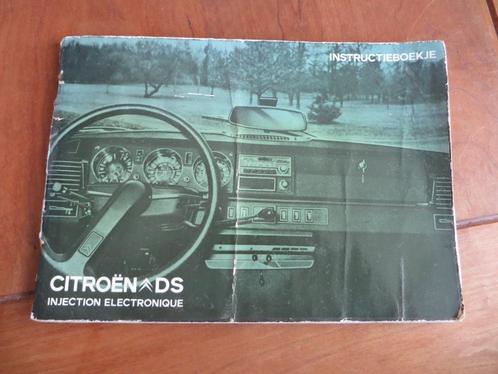 INSTRUCTIEBOEKJE
CITROËN DS
INJECTION ELECTRONIQUE